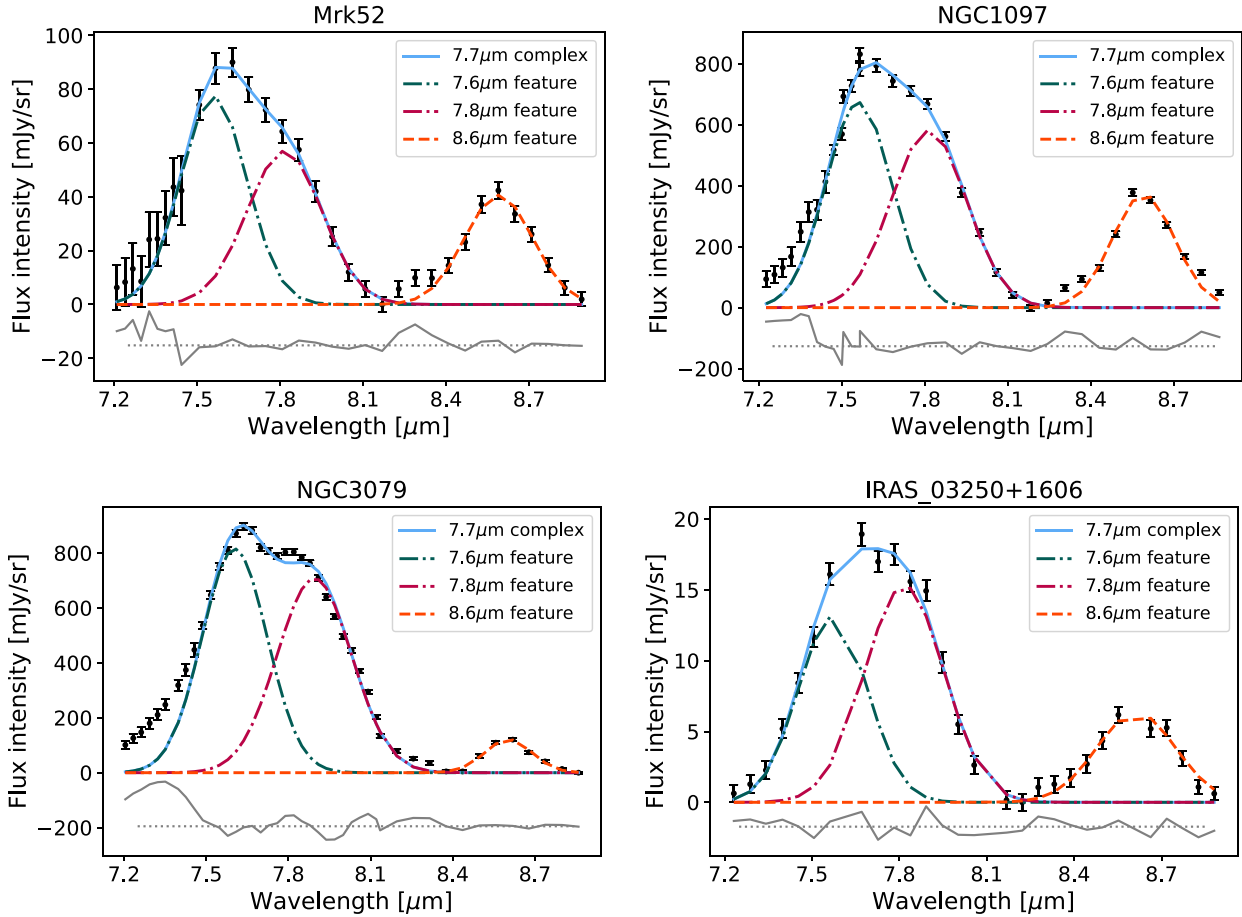 Mrk52
Flux intensity [mJy/sr]
100
80
60
40
20
0
−20
7.7μm complex
7.6μm feature
7.8μm feature
8.6μm feature
7.2 7.5 7.8 8.1 8.4 8.7
Wavelength [μm]
NGC1097
Flux intensity [mJy/sr]
800
600
400
200
0
−200
7.7μm complex
7.6μm feature
7.8μm feature
8.6μm feature
7.2 7.5 7.8 8.1 8.4 8.7
Wavelength [μm]
NGC3079
Flux intensity [mJy/sr]
800
600
400
200
0
−200
7.7μm complex
7.6μm feature
7.8μm feature
8.6μm feature
7.2 7.5 7.8 8.1 8.4 8.7
Wavelength [μm]
IRAS_03250+1606
Flux intensity [mJy/sr]
20
15
10
5
0
7.7μm complex
7.6μm feature
7.8μm feature
8.6μm feature
7.2 7.5 7.8 8.1 8.4 8.7
Wavelength [μm]